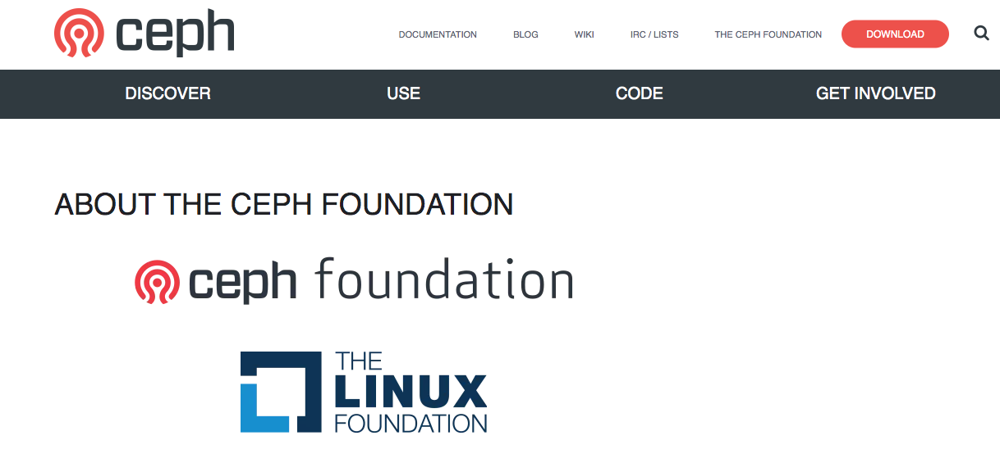 ceph
DOCUMENTATION BLOG WIKI IRC / LISTS THE CEPH FOUNDATION DOWNLOAD
DISCOVER USE CODE GET INVOLVED
ABOUT THE CEPH FOUNDATION
ceph foundation
THE
LINUX
FOUNDATION